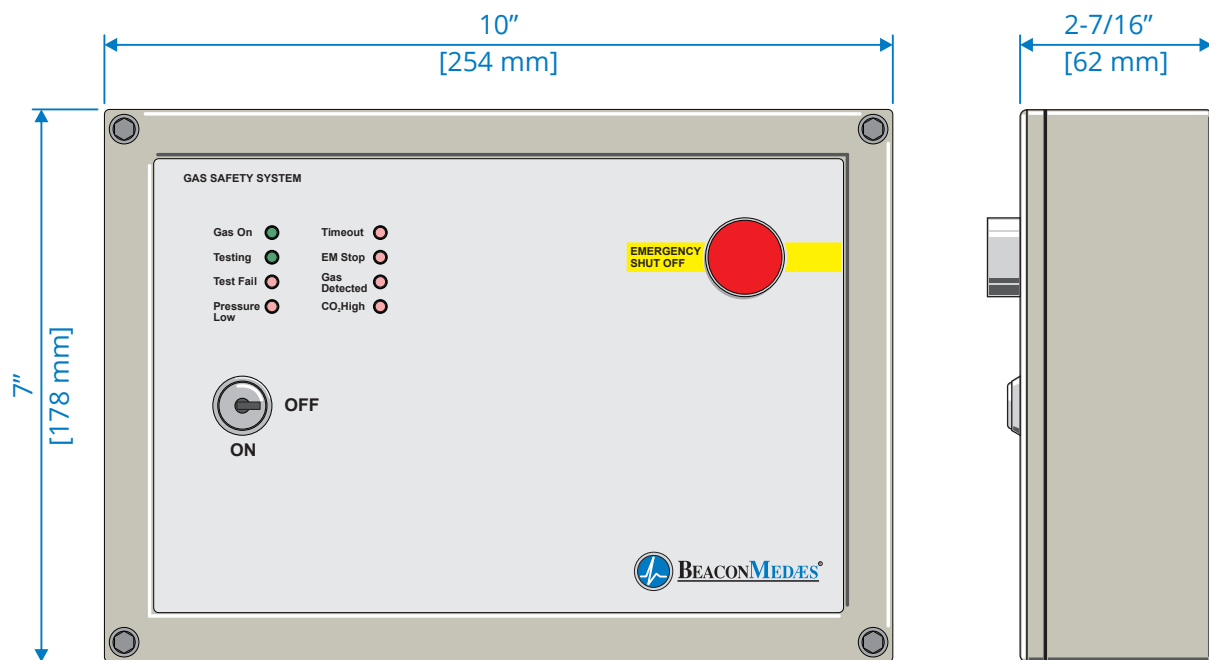 10”
[254 mm]
2-7/16”
[62 mm]
7”
[178 mm]
GAS SAFETY SYSTEM
Gas On
Timeout
Testing
EM Stop
Test Fail
Gas
Detected
Pressure
Low
CO₂High
EMERGENCY
SHUT OFF
OFF
ON
BEACONMEDÆS®